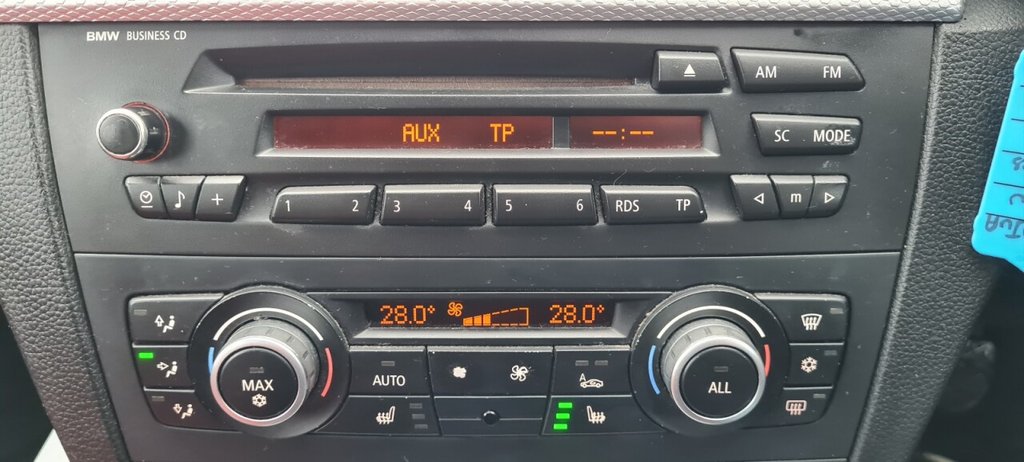 BMW BUSINESS CD
AM FM
AUX TP --:--
SC MODE
1 2 3 4 5 6 RDS TP m
28.0° 28.0°
MAX AUTO ALL